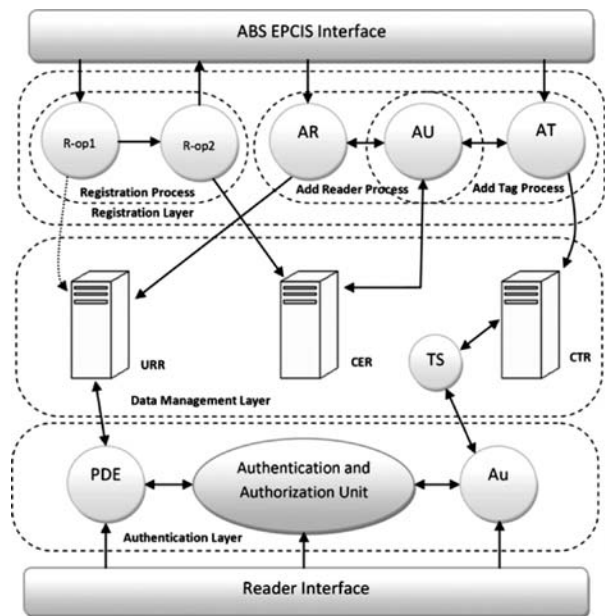 ABS EPCIS Interface
R-op1
R-op2
AR
AU
AT
Registration Process
Add Reader Process
Add Tag Process
Registration Layer
URR
CER
TS
CTR
Data Management Layer
PDE
Authentication and
Authorization Unit
Au
Authentication Layer
Reader Interface